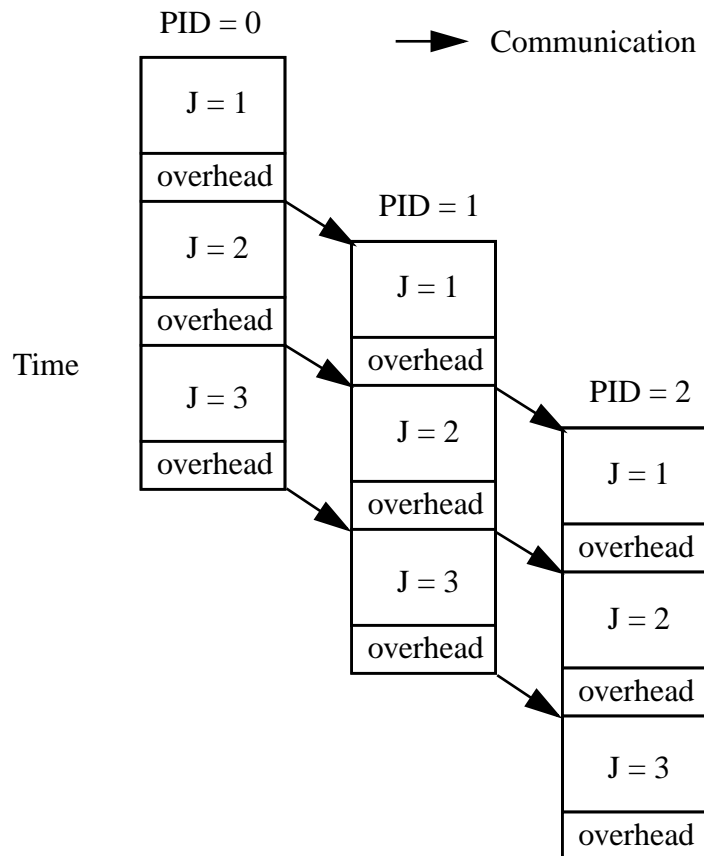 PID = 0
Communication
J = 1
overhead
PID = 1
J = 2
J = 1
overhead
overhead
Time
PID = 2
J = 3
J = 2
overhead
J = 1
overhead
overhead
J = 3
J = 2
overhead
overhead
J = 3
overhead